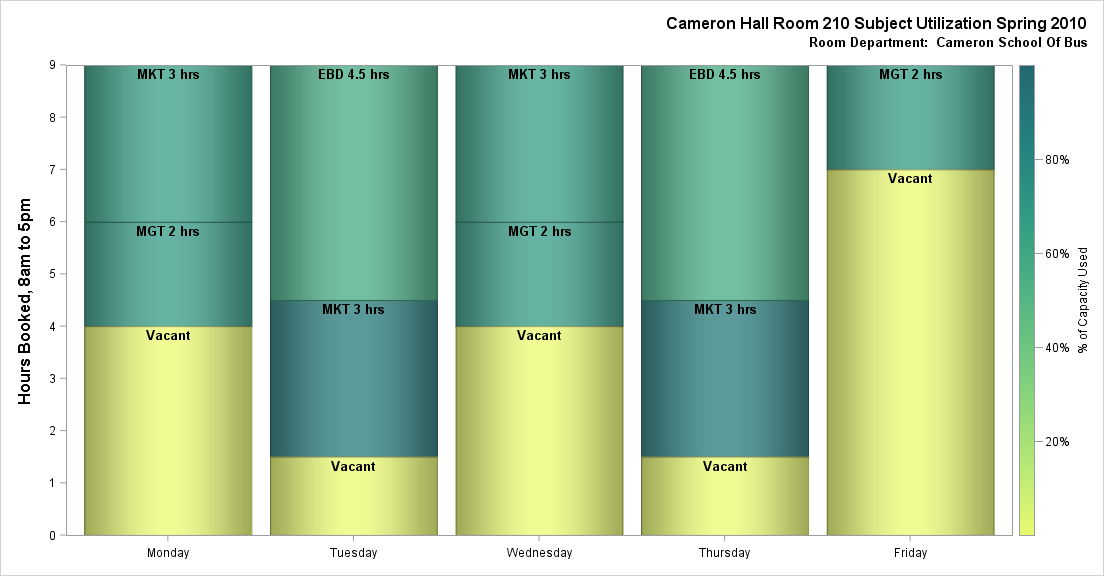 Cameron Hall Room 210 Subject Utilization Spring 2010
Room Department:  Cameron School Of Bus
Hours Booked, 8am to 5pm
9
8
7
6
5
4
3
2
1
0
MKT 3 hrs
MGT 2 hrs
Vacant
EBD 4.5 hrs
MKT 3 hrs
Vacant
MKT 3 hrs
MGT 2 hrs
Vacant
EBD 4.5 hrs
MKT 3 hrs
Vacant
MGT 2 hrs
Vacant
Monday
Tuesday
Wednesday
Thursday
Friday
80%
60%
40%
20%
% of Capacity Used